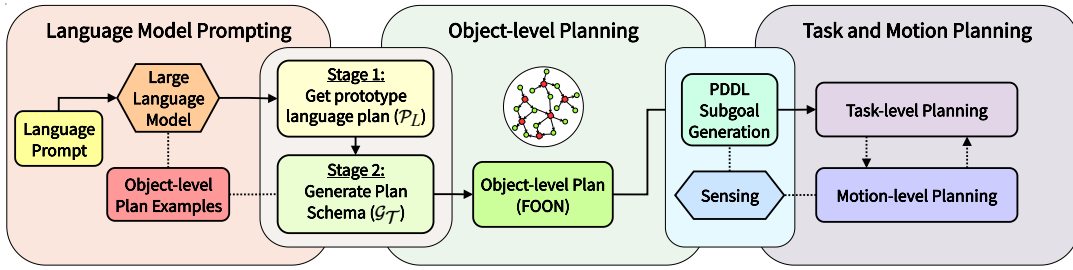 Language Model Prompting
Object-level Planning
Task and Motion Planning
Language
Prompt
Large
Language
Model
Object-level
Plan Examples
Stage 1:
Get prototype
language plan (𝒫_L)
Stage 2:
Generate Plan
Schema (𝒢_𝒯)
Object-level Plan
(FOON)
PDDL
Subgoal
Generation
Sensing
Task-level Planning
Motion-level Planning